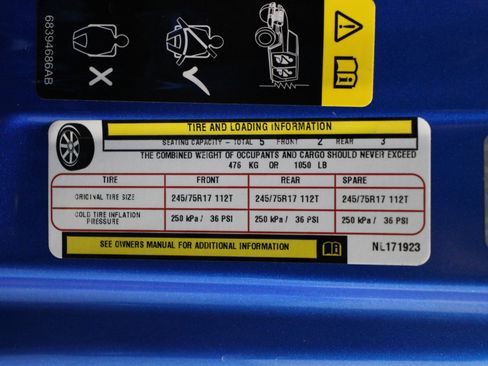 68394686AB
TIRE AND LOADING INFORMATION
SEATING CAPACITY - TOTAL 5 FRONT 2 REAR 3
THE COMBINED WEIGHT OF OCCUPANTS AND CARGO SHOULD NEVER EXCEED
476 KG OR 1050 LB
TIRE FRONT REAR SPARE
ORIGINAL TIRE SIZE 245/75R17 112T 245/75R17 112T 245/75R17 112T
COLD TIRE INFLATION PRESSURE 250 kPa / 36 PSI 250 kPa / 36 PSI 250 kPa / 36 PSI
SEE OWNERS MANUAL FOR ADDITIONAL INFORMATION NL171923